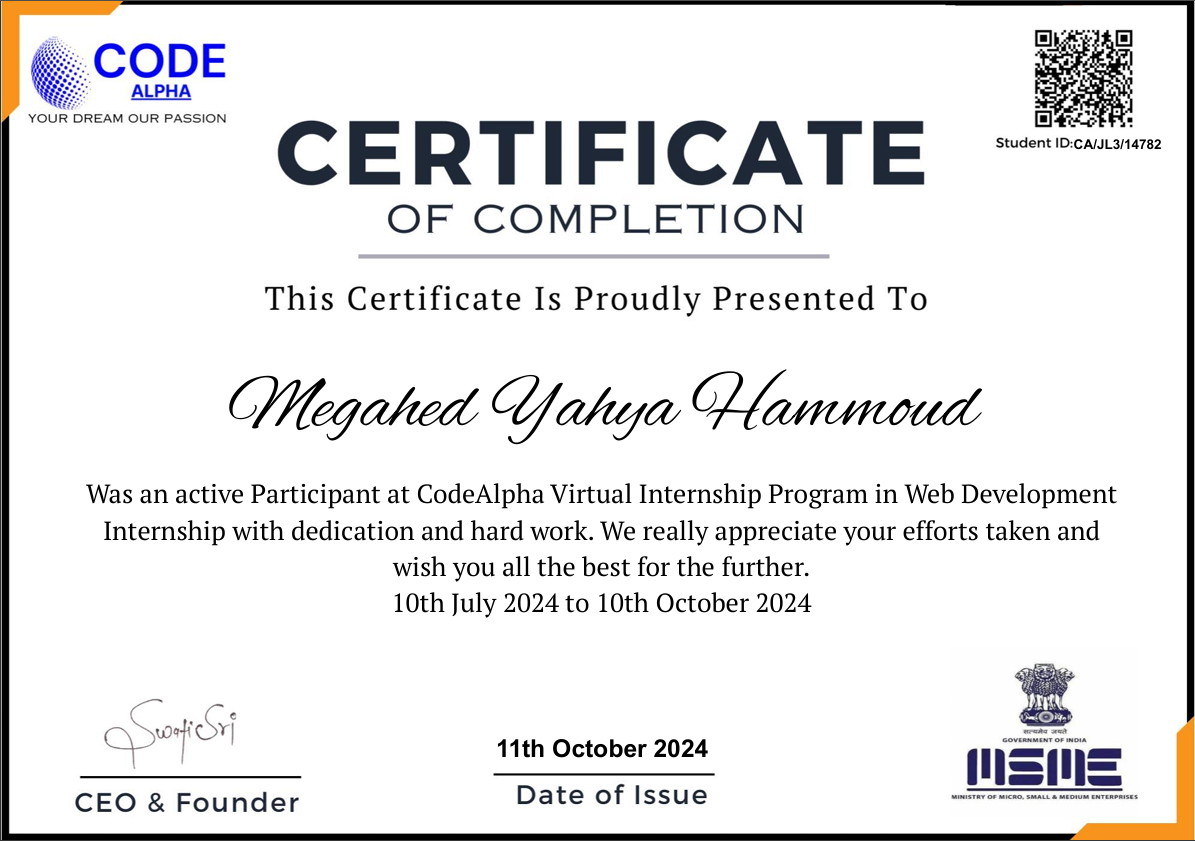 CODE
ALPHA
YOUR DREAM OUR PASSION
Student ID:CA/JL3/14782
CERTIFICATE
OF COMPLETION
This Certificate Is Proudly Presented To
Megahed Yahya Hammoud
Was an active Participant at CodeAlpha Virtual Internship Program in Web Development
Internship with dedication and hard work. We really appreciate your efforts taken and
wish you all the best for the further.
10th July 2024 to 10th October 2024
SwatiSri
CEO & Founder
11th October 2024
Date of Issue
सत्यमेव जयते
GOVERNMENT OF INDIA
MSME
MINISTRY OF MICRO, SMALL & MEDIUM ENTERPRISES